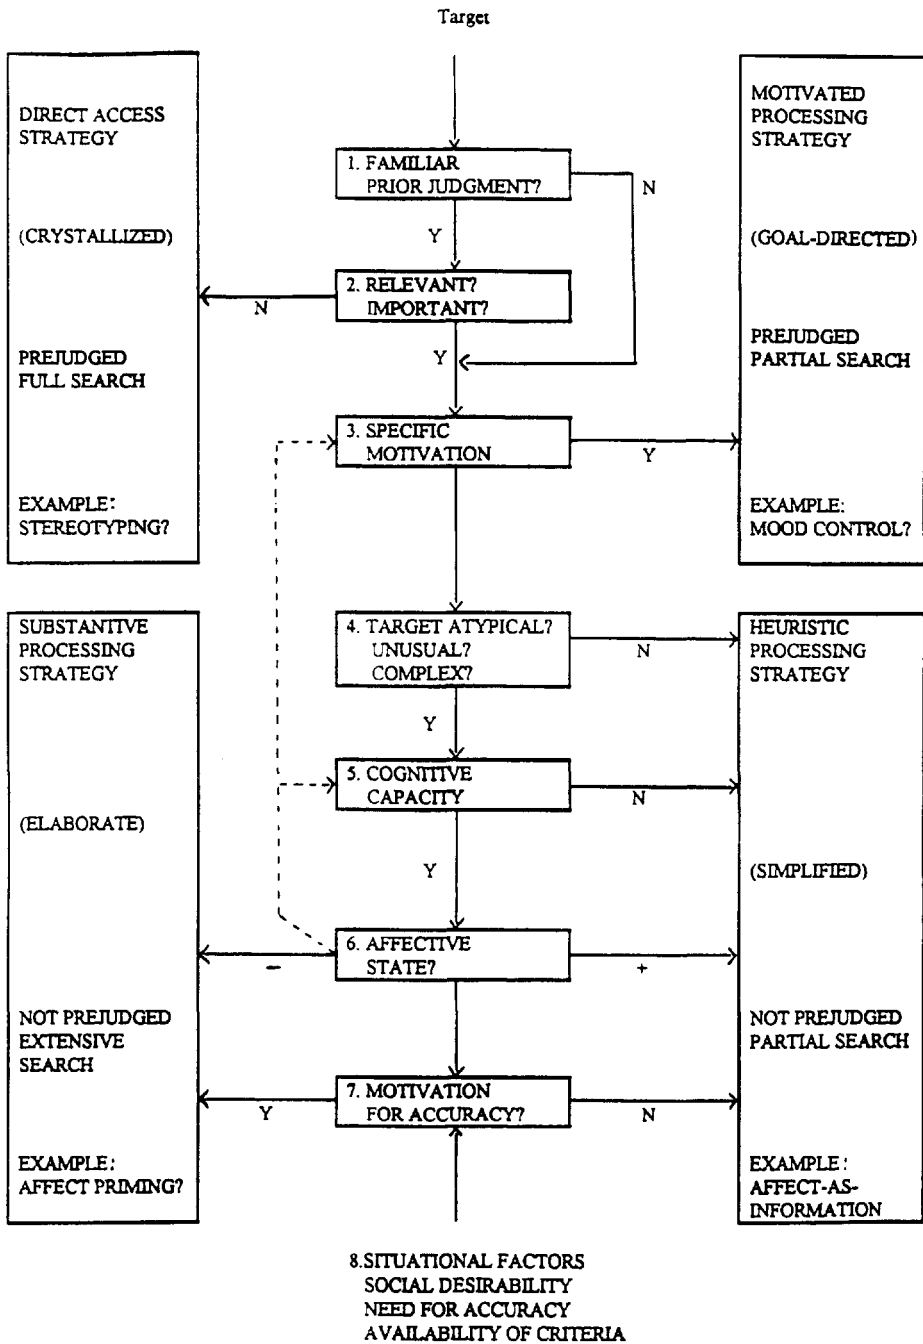 Target
DIRECT ACCESS
STRATEGY
(CRYSTALLIZED)
PREJUDGED
FULL SEARCH
EXAMPLE:
STEREOTYPING?
MOTIVATED
PROCESSING
STRATEGY
(GOAL-DIRECTED)
PREJUDGED
PARTIAL SEARCH
EXAMPLE:
MOOD CONTROL?
1. FAMILIAR
PRIOR JUDGMENT?
N
Y
2. RELEVANT?
IMPORTANT?
N
Y
3. SPECIFIC
MOTIVATION
Y
4. TARGET ATYPICAL?
UNUSUAL?
COMPLEX?
N
Y
5. COGNITIVE
CAPACITY
N
Y
6. AFFECTIVE
STATE?
–
+
7. MOTIVATION
FOR ACCURACY?
Y
N
SUBSTANTIVE
PROCESSING
STRATEGY
(ELABORATE)
NOT PREJUDGED
EXTENSIVE
SEARCH
EXAMPLE:
AFFECT PRIMING?
HEURISTIC
PROCESSING
STRATEGY
(SIMPLIFIED)
NOT PREJUDGED
PARTIAL SEARCH
EXAMPLE:
AFFECT-AS-
INFORMATION
8.SITUATIONAL FACTORS
SOCIAL DESIRABILITY
NEED FOR ACCURACY
AVAILABILITY OF CRITERIA